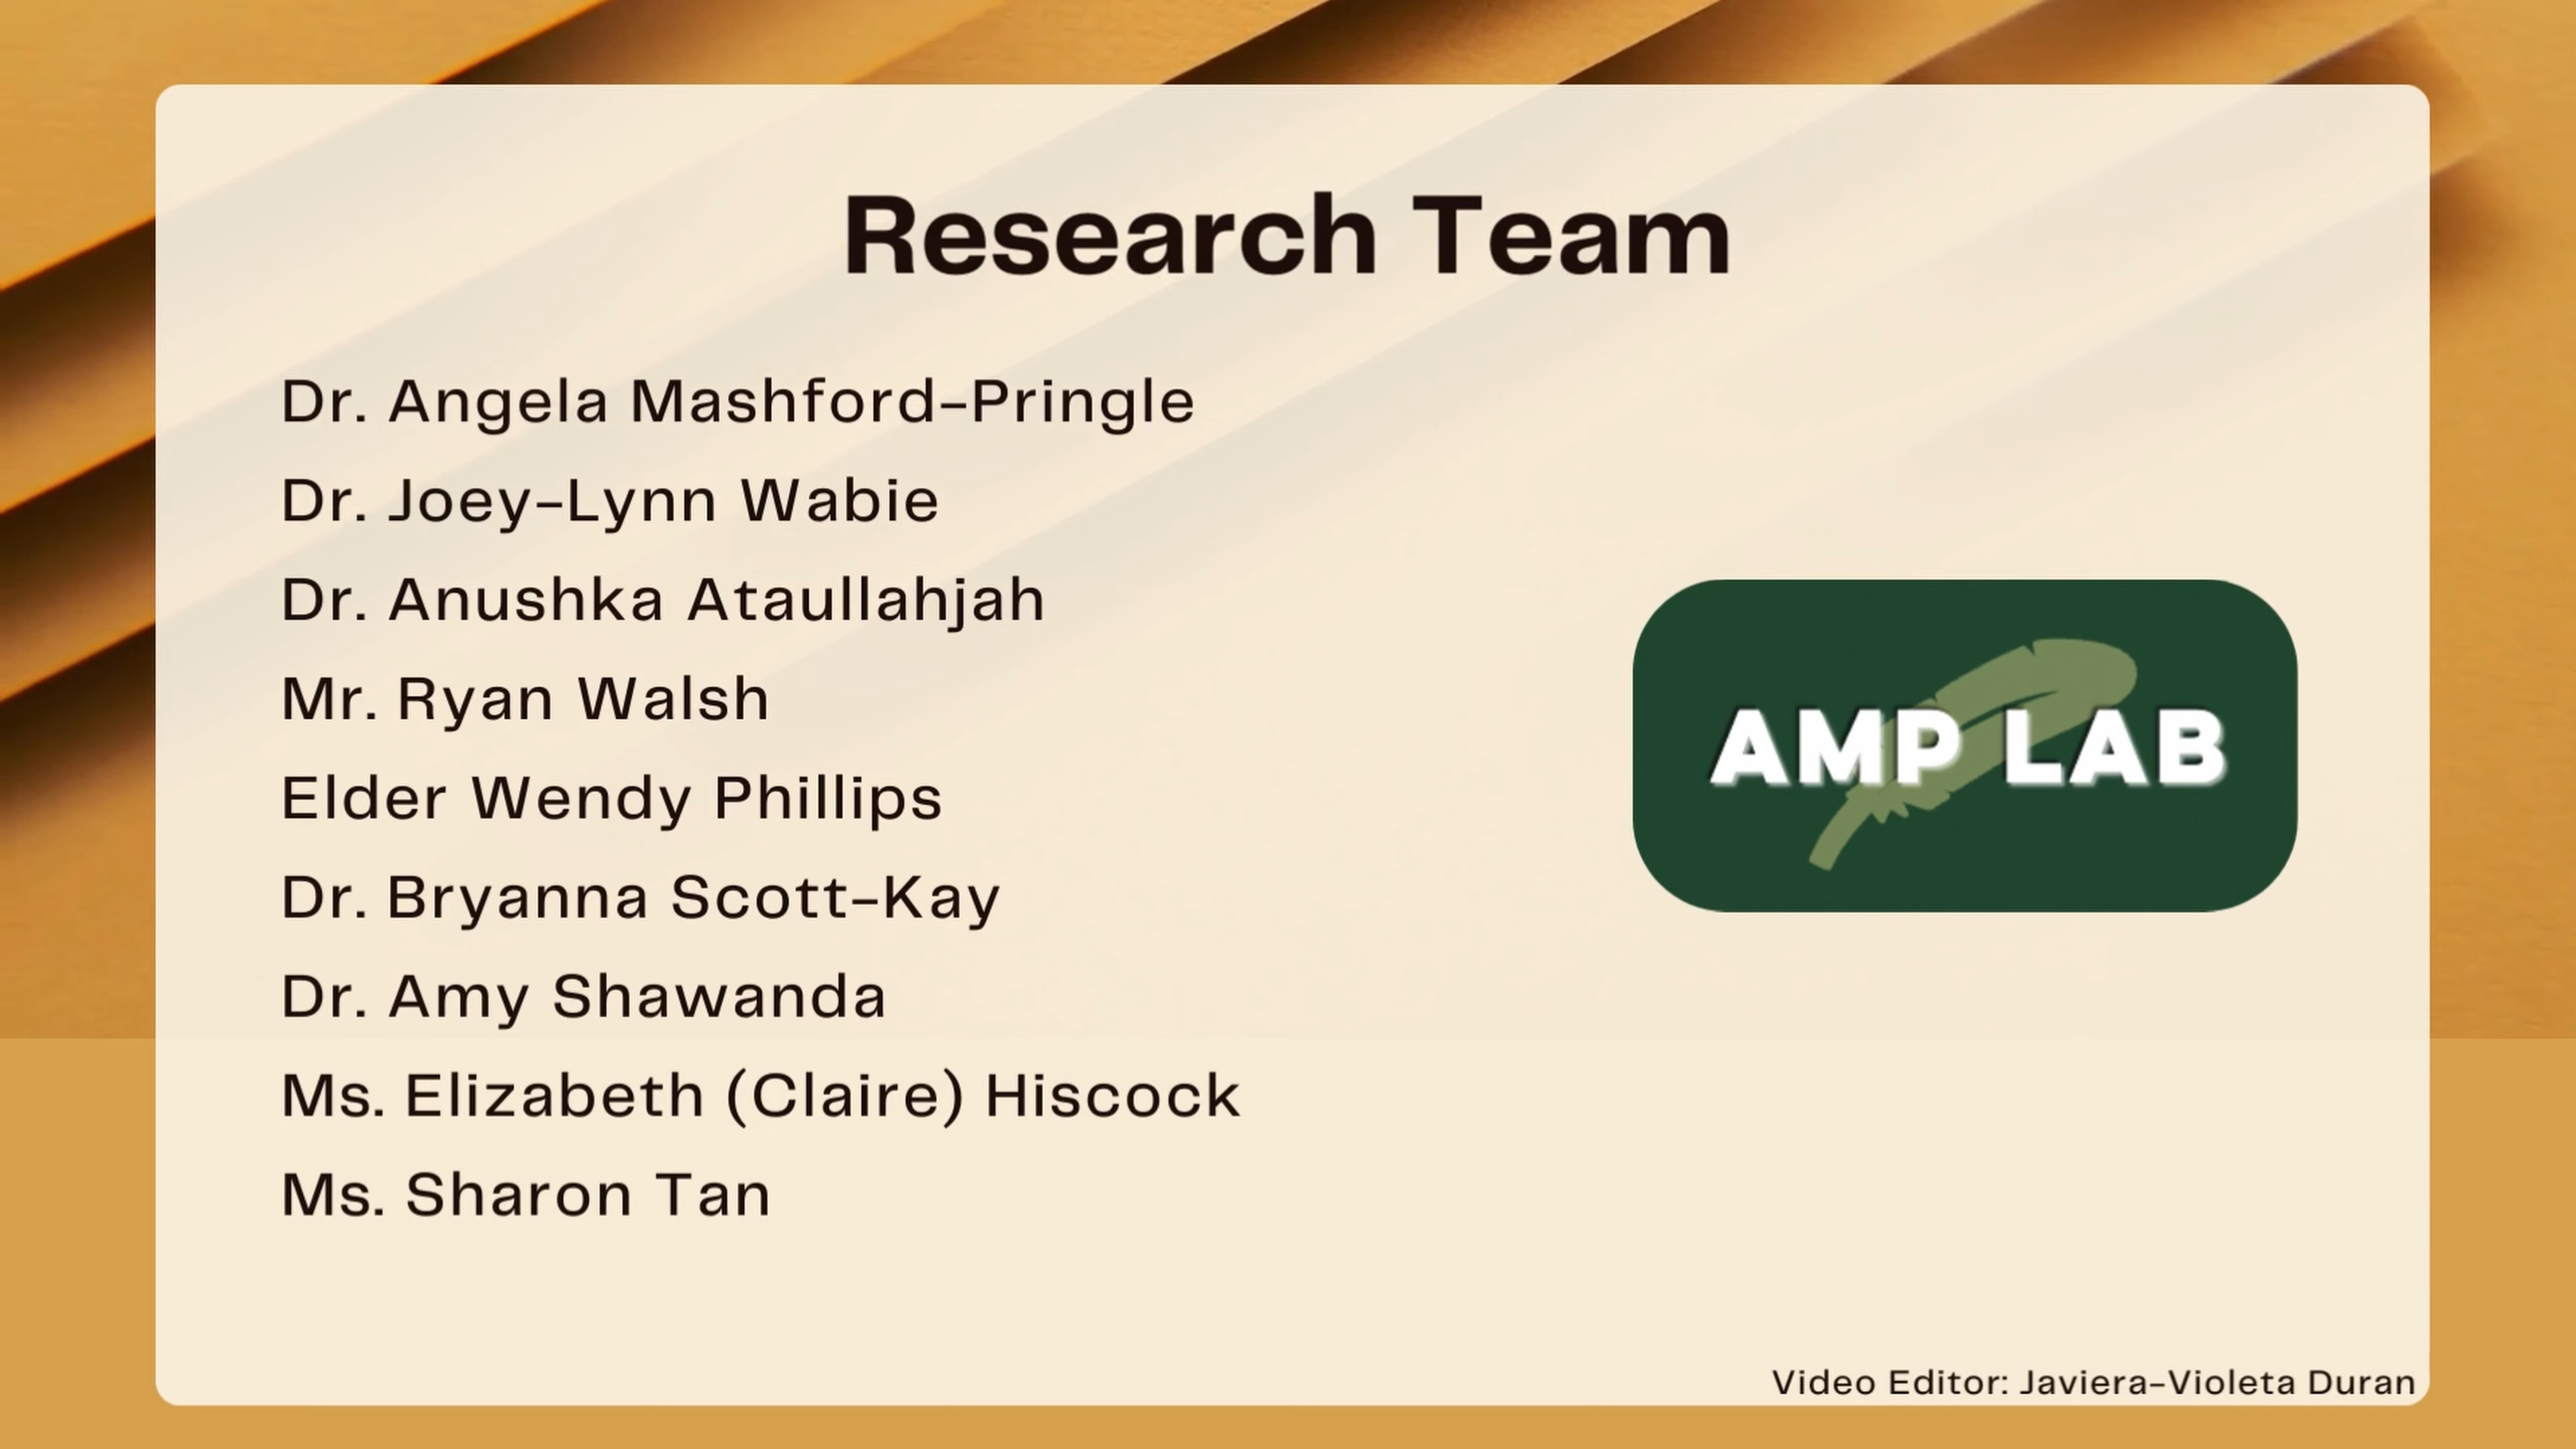 Research Team
Dr. Angela Mashford-Pringle
Dr. Joey-Lynn Wabie
Dr. Anushka Ataullahjah
Mr. Ryan Walsh
Elder Wendy Phillips
Dr. Bryanna Scott-Kay
Dr. Amy Shawanda
Ms. Elizabeth (Claire) Hiscock
Ms. Sharon Tan
AMP LAB
Video Editor: Javiera-Violeta Duran